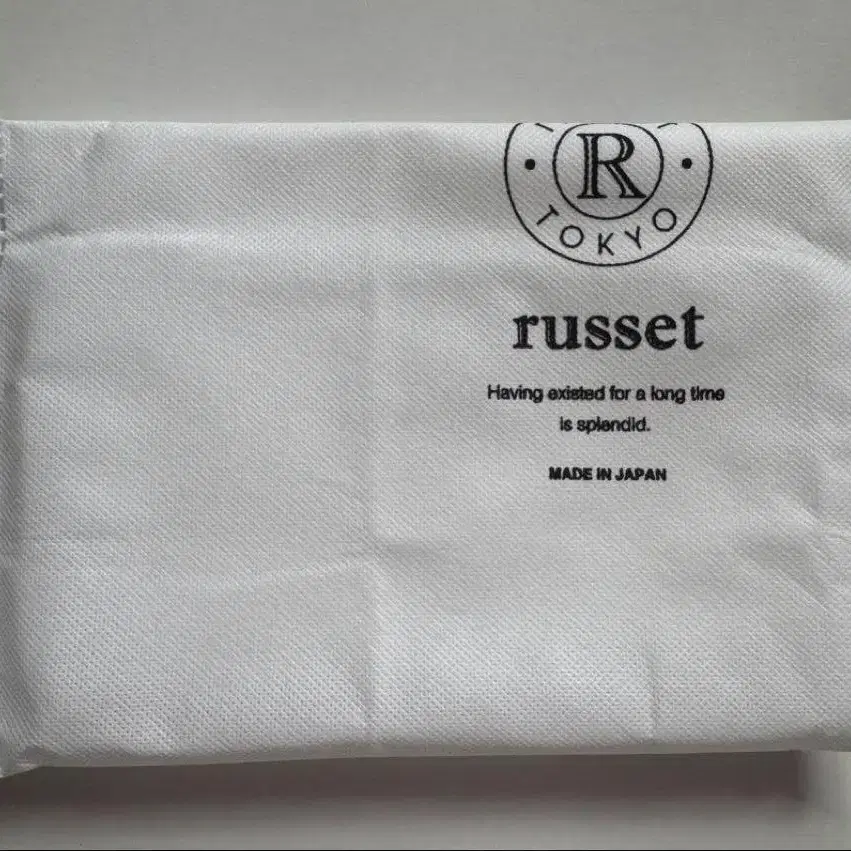 R
TOKYO
russet
Having existed for a long time
is splendid.
MADE IN JAPAN